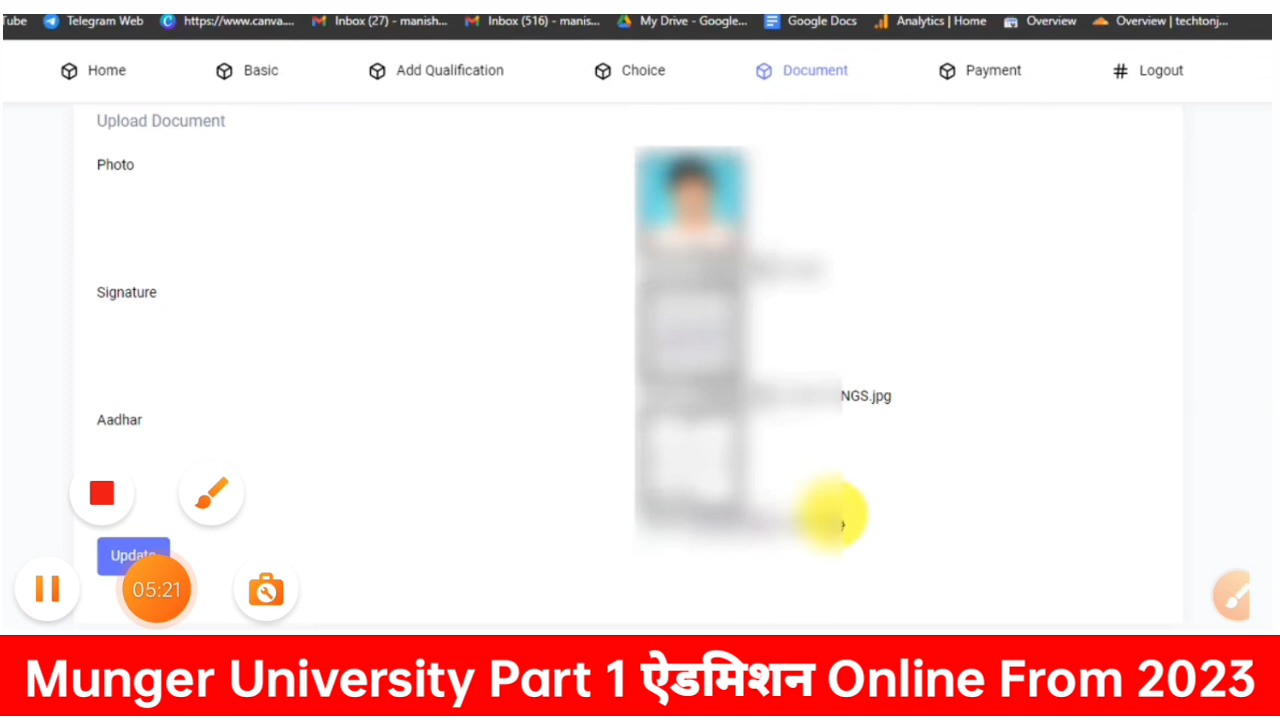 Tube Telegram Web https://www.canva.... Inbox (27) - manish... Inbox (516) - manis... My Drive - Google... Google Docs Analytics | Home Overview Overview | techtonj...
Home Basic Add Qualification Choice Document Payment # Logout
Upload Document
Photo
Signature
NGS.jpg
Aadhar
Update
05:21
Munger University Part 1 ऐडमिशन Online From 2023